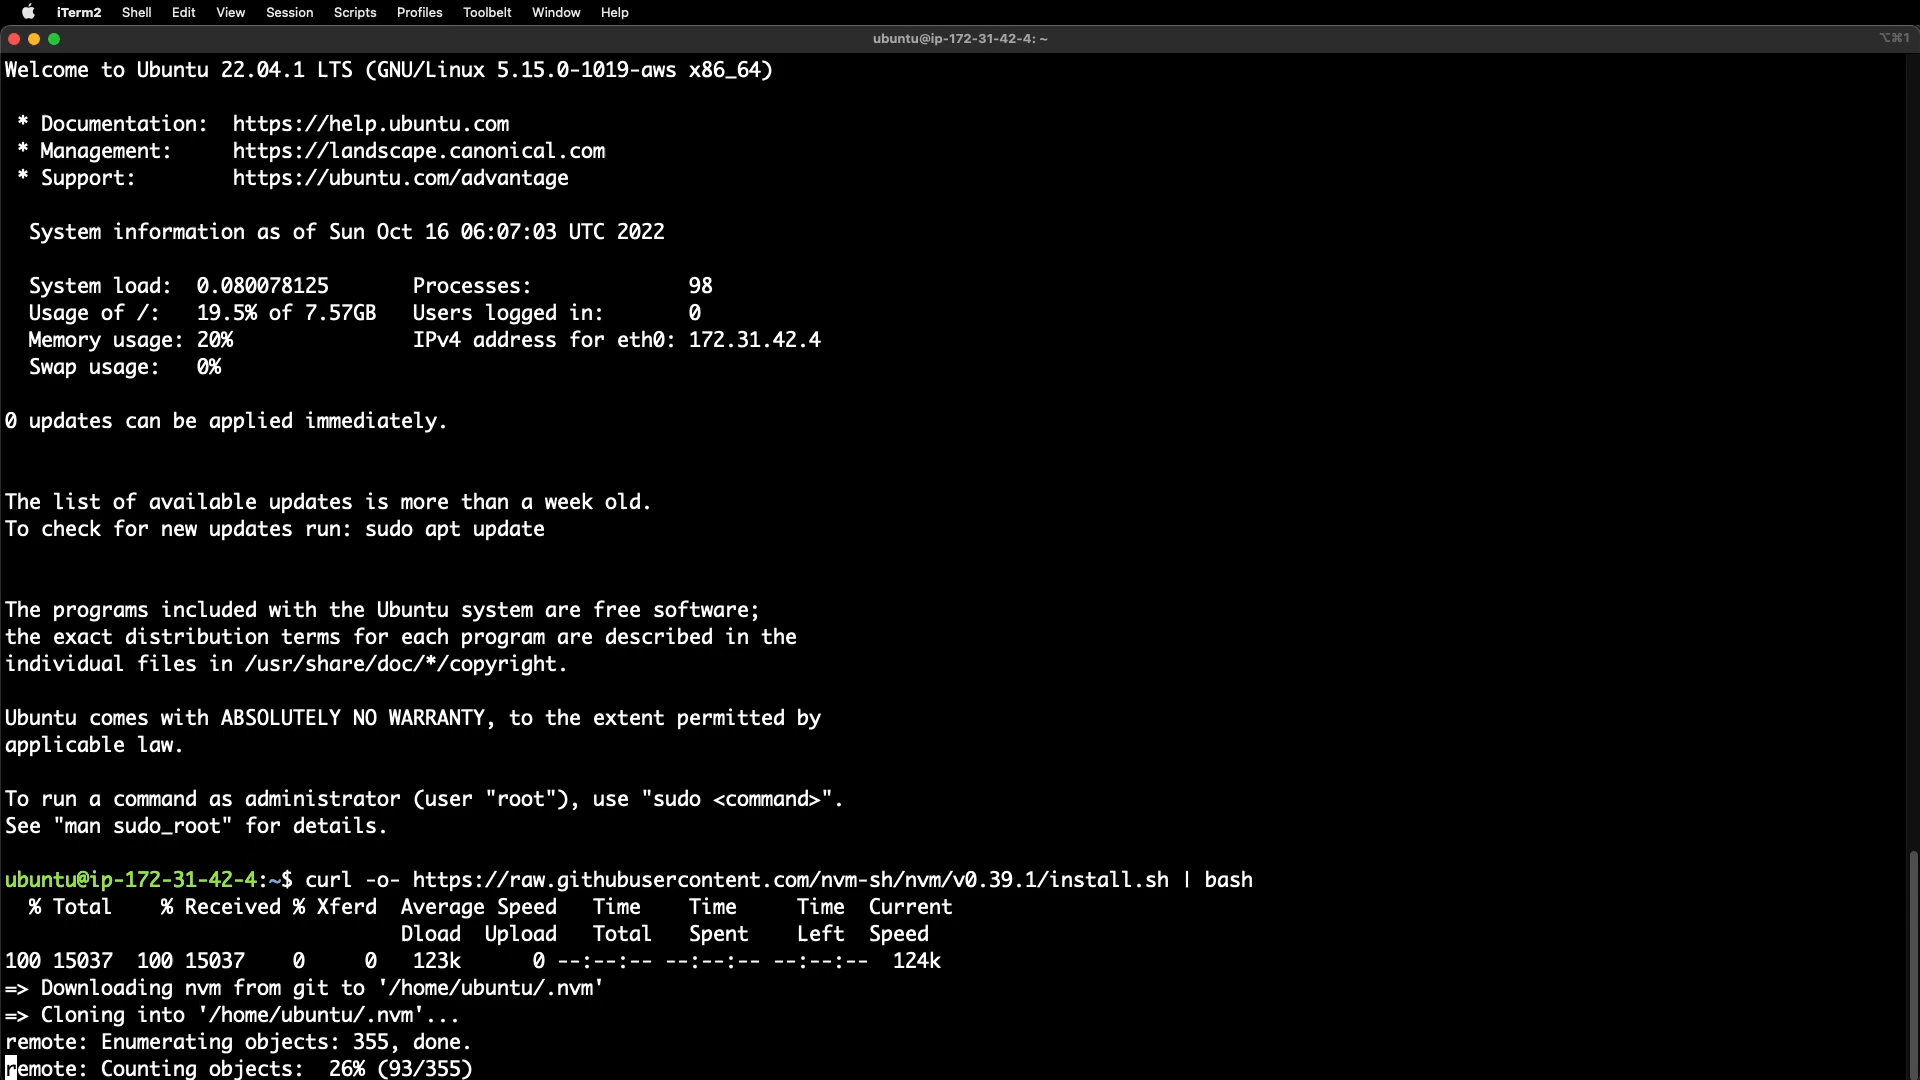 iTerm2 Shell Edit View Session Scripts Profiles Toolbelt Window Help
ubuntu@ip-172-31-42-4: ~ ⌥⌘1
Welcome to Ubuntu 22.04.1 LTS (GNU/Linux 5.15.0-1019-aws x86_64)
* Documentation:  https://help.ubuntu.com
* Management:     https://landscape.canonical.com
* Support:        https://ubuntu.com/advantage
System information as of Sun Oct 16 06:07:03 UTC 2022
System load:  0.080078125       Processes:             98
Usage of /:   19.5% of 7.57GB   Users logged in:       0
Memory usage: 20%               IPv4 address for eth0: 172.31.42.4
Swap usage:   0%
0 updates can be applied immediately.
The list of available updates is more than a week old.
To check for new updates run: sudo apt update
The programs included with the Ubuntu system are free software;
the exact distribution terms for each program are described in the
individual files in /usr/share/doc/*/copyright.
Ubuntu comes with ABSOLUTELY NO WARRANTY, to the extent permitted by
applicable law.
To run a command as administrator (user "root"), use "sudo <command>".
See "man sudo_root" for details.
ubuntu@ip-172-31-42-4:~$ curl -o- https://raw.githubusercontent.com/nvm-sh/nvm/v0.39.1/install.sh | bash
  % Total    % Received % Xferd  Average Speed   Time    Time     Time  Current
                                 Dload  Upload   Total   Spent    Left  Speed
100 15037  100 15037    0     0   123k      0 --:--:-- --:--:-- --:--:--  124k
=> Downloading nvm from git to '/home/ubuntu/.nvm'
=> Cloning into '/home/ubuntu/.nvm'...
remote: Enumerating objects: 355, done.
remote: Counting objects:  26% (93/355)